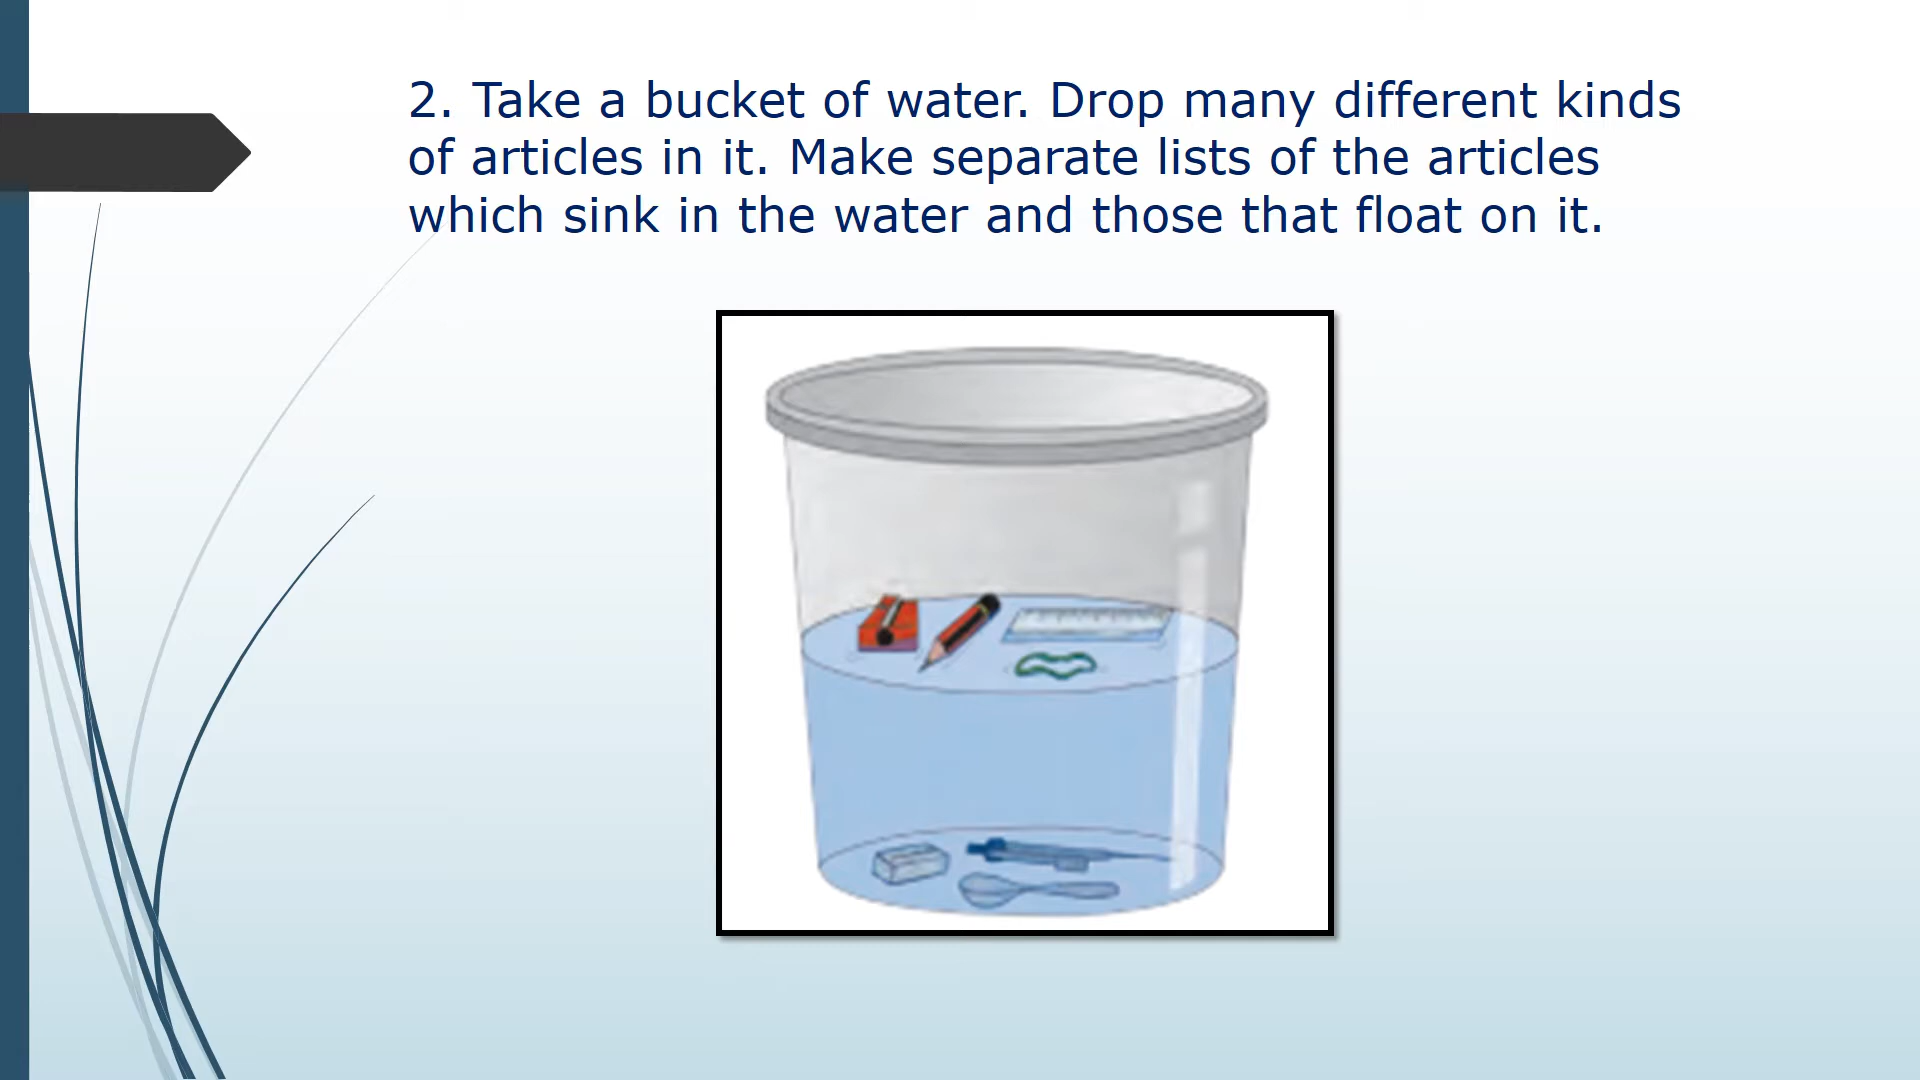 2. Take a bucket of water. Drop many different kinds
of articles in it. Make separate lists of the articles
which sink in the water and those that float on it.